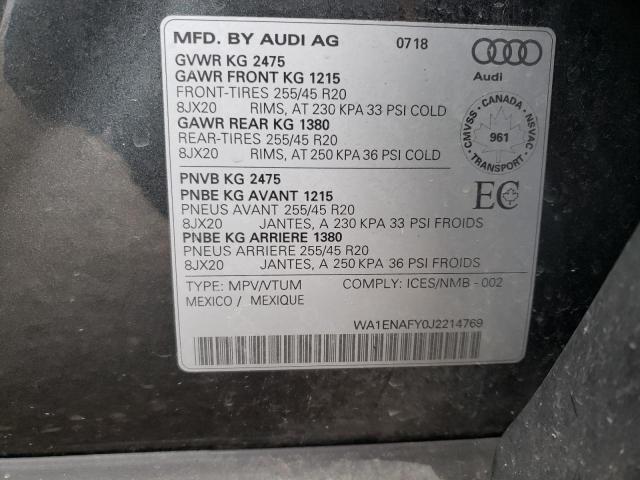 MFD. BY AUDI AG 0718
Audi
GVWR KG 2475
GAWR FRONT KG 1215
FRONT-TIRES 255/45 R20
8JX20 RIMS, AT 230 KPA 33 PSI COLD
GAWR REAR KG 1380
REAR-TIRES 255/45 R20
8JX20 RIMS, AT 250 KPA 36 PSI COLD
CMVSS - CANADA - NSVAC
961
TRANSPORT
PNVB KG 2475
PNBE KG AVANT 1215
PNEUS AVANT 255/45 R20
8JX20 JANTES, A 230 KPA 33 PSI FROIDS
PNBE KG ARRIERE 1380
PNEUS ARRIERE 255/45 R20
8JX20 JANTES, A 250 KPA 36 PSI FROIDS
EC
TYPE: MPV/VTUM COMPLY: ICES/NMB - 002
MEXICO / MEXIQUE
WA1ENAFY0J2214769